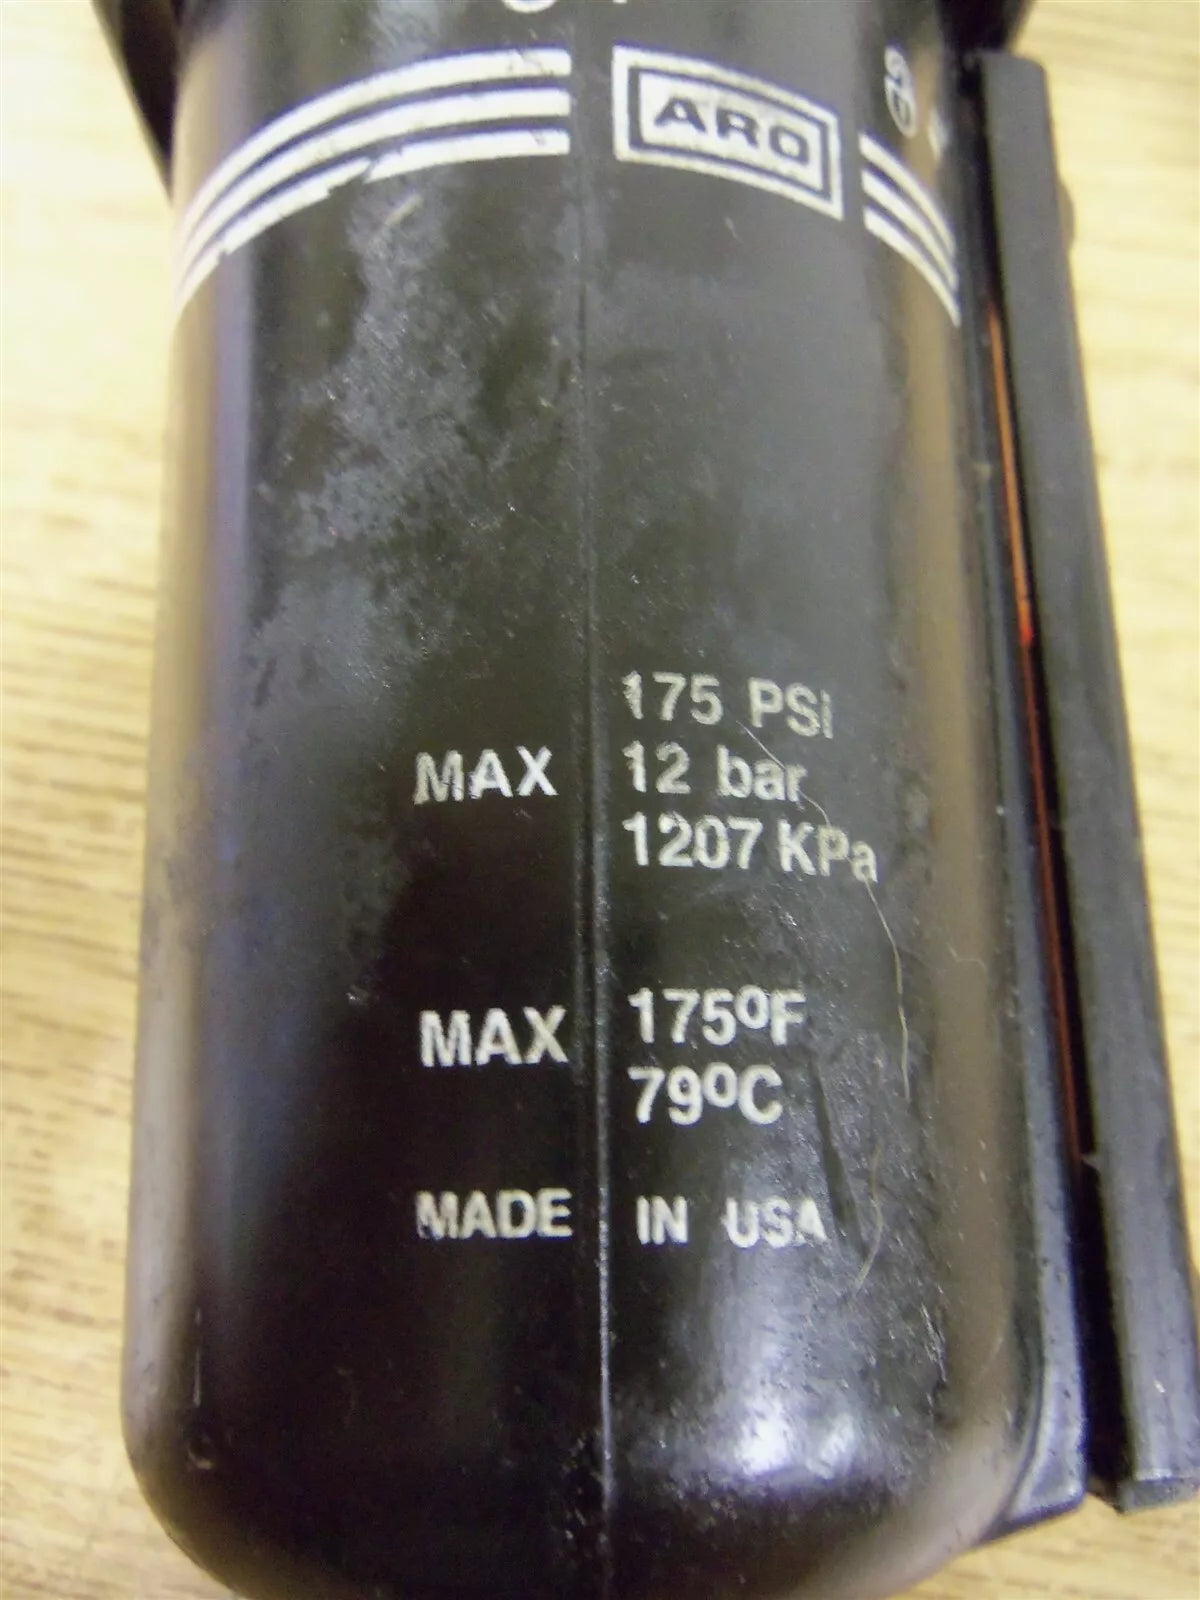 ARO
175 PSi
MAX 12 bar
1207 KPa
MAX 175ºF
79ºC
MADE IN USA